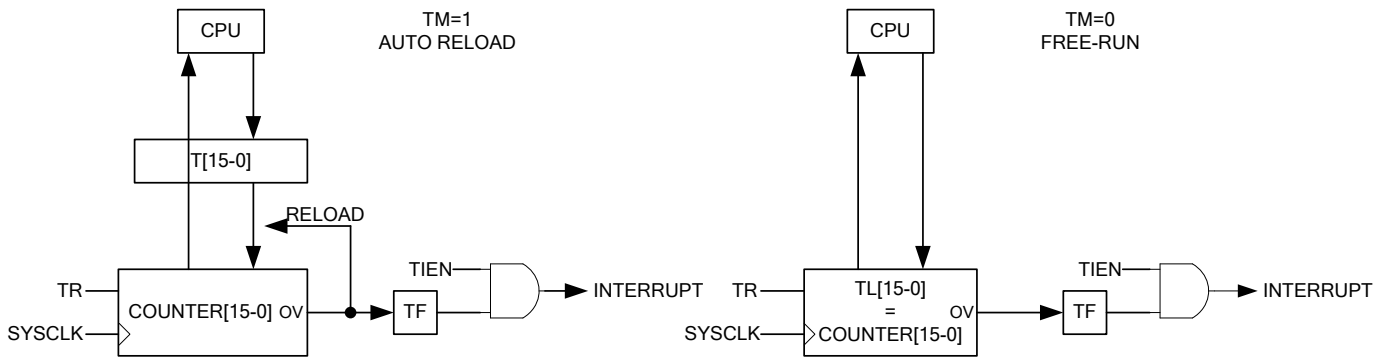 CPU
TM=1
AUTO RELOAD
T[15-0]
RELOAD
TR
SYSCLK
COUNTER[15-0]
OV
TF
TIEN
INTERRUPT
CPU
TM=0
FREE-RUN
TR
SYSCLK
TL[15-0]
=
COUNTER[15-0]
OV
TF
TIEN
INTERRUPT